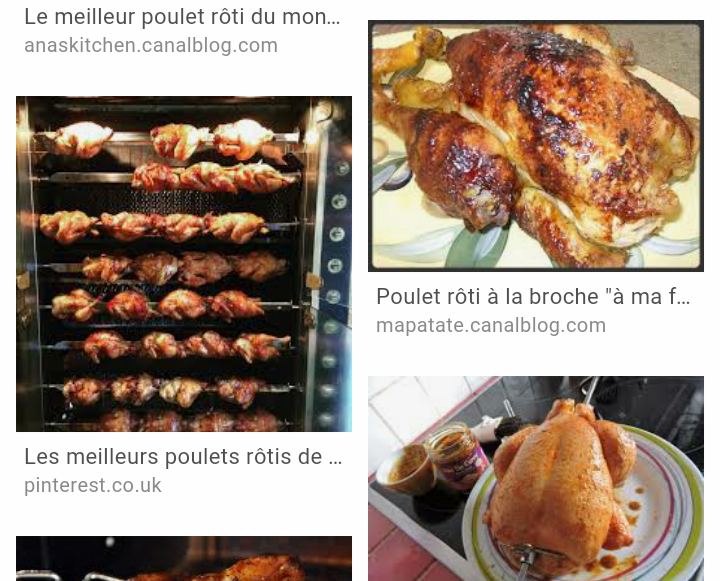 Le meilleur poulet rôti du mon...
anaskitchen.canalblog.com
Poulet rôti à la broche "à ma f...
mapatate.canalblog.com
Les meilleurs poulets rôtis de ...
pinterest.co.uk